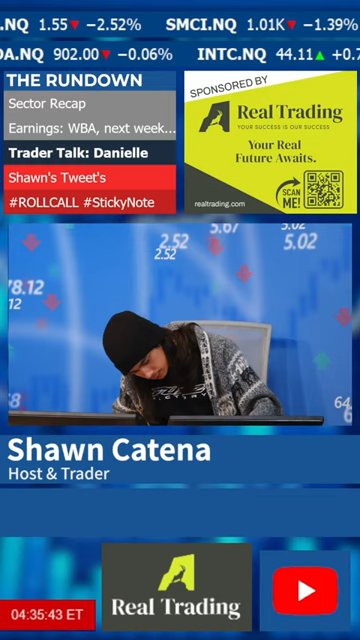 .NQ 1.55▼ −2.52% SMCI.NQ 1.01K▼ −1.39%
DA.NQ 902.00▼ −0.06% INTC.NQ 44.11▲ +0.7
THE RUNDOWN
Sector Recap
Earnings: WBA, next week...
Trader Talk: Danielle
Shawn's Tweet's
#ROLLCALL #StickyNote
SPONSORED BY
Real Trading
YOUR SUCCESS IS OUR SUCCESS
Your Real
Future Awaits.
SCAN
ME!
realtrading.com
5.67
2.52
2.52
5.02
5.02
78.12
12
64
Shawn Catena
Host & Trader
04:35:43 ET
Real Trading